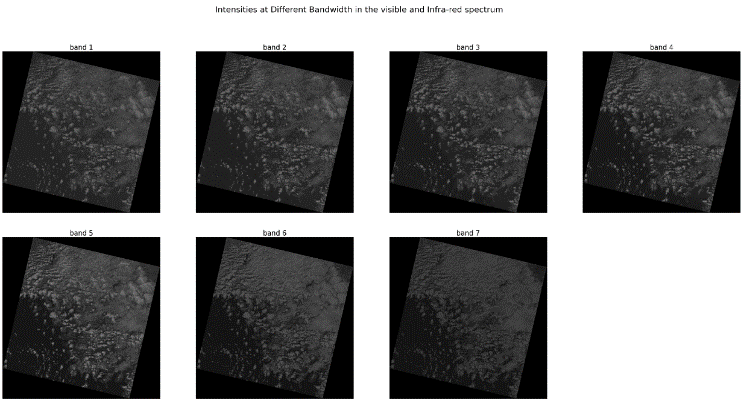 Intensities at Different Bandwidth in the visible and Infra-red spectrum
band 1
band 2
band 3
band 4
band 5
band 6
band 7